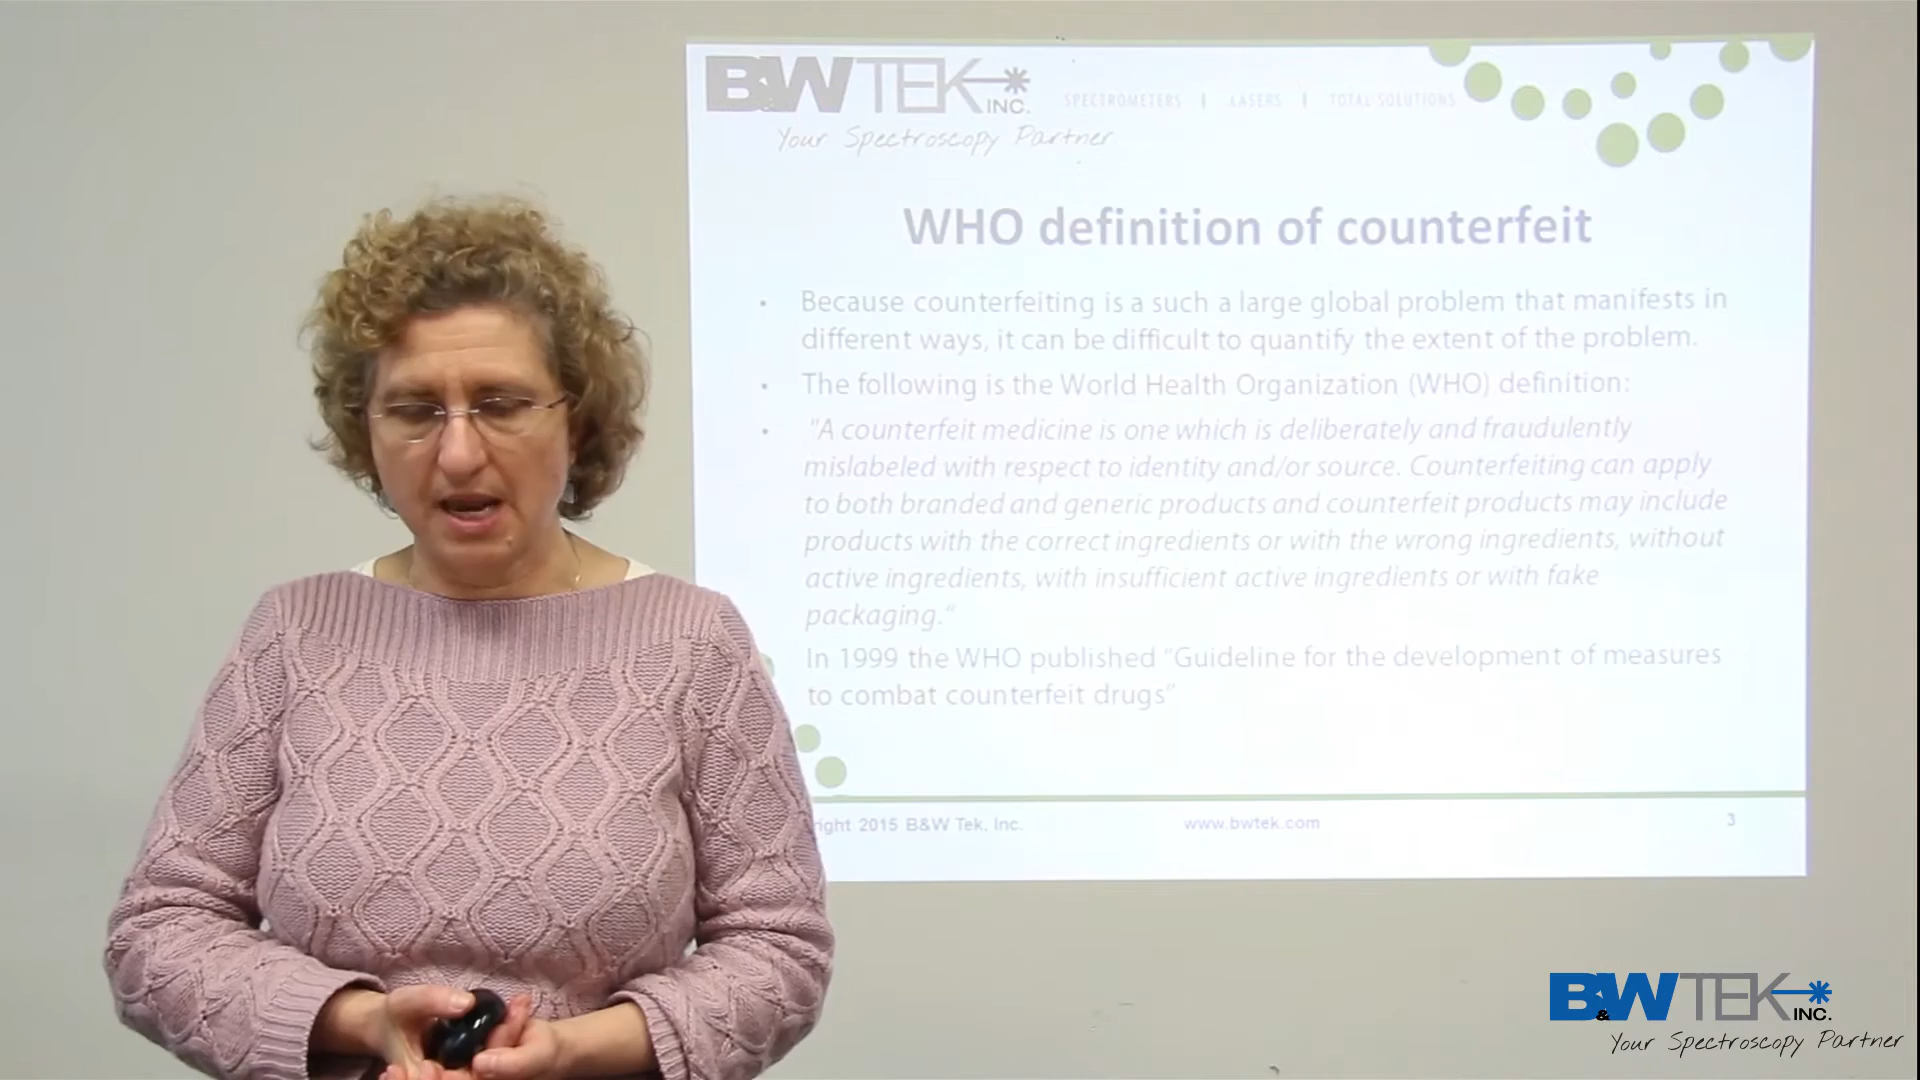 B&WTEK INC.
SPECTROMETERS | LASERS | TOTAL SOLUTIONS
Your Spectroscopy Partner
WHO definition of counterfeit
• Because counterfeiting is a such a large global problem that manifests in
different ways, it can be difficult to quantify the extent of the problem.
• The following is the World Health Organization (WHO) definition:
• "A counterfeit medicine is one which is deliberately and fraudulently
mislabeled with respect to identity and/or source. Counterfeiting can apply
to both branded and generic products and counterfeit products may include
products with the correct ingredients or with the wrong ingredients, without
active ingredients, with insufficient active ingredients or with fake
packaging."
In 1999 the WHO published "Guideline for the development of measures
to combat counterfeit drugs"
right 2015 B&W Tek, Inc.
www.bwtek.com
3
B&WTEK INC.
Your Spectroscopy Partner